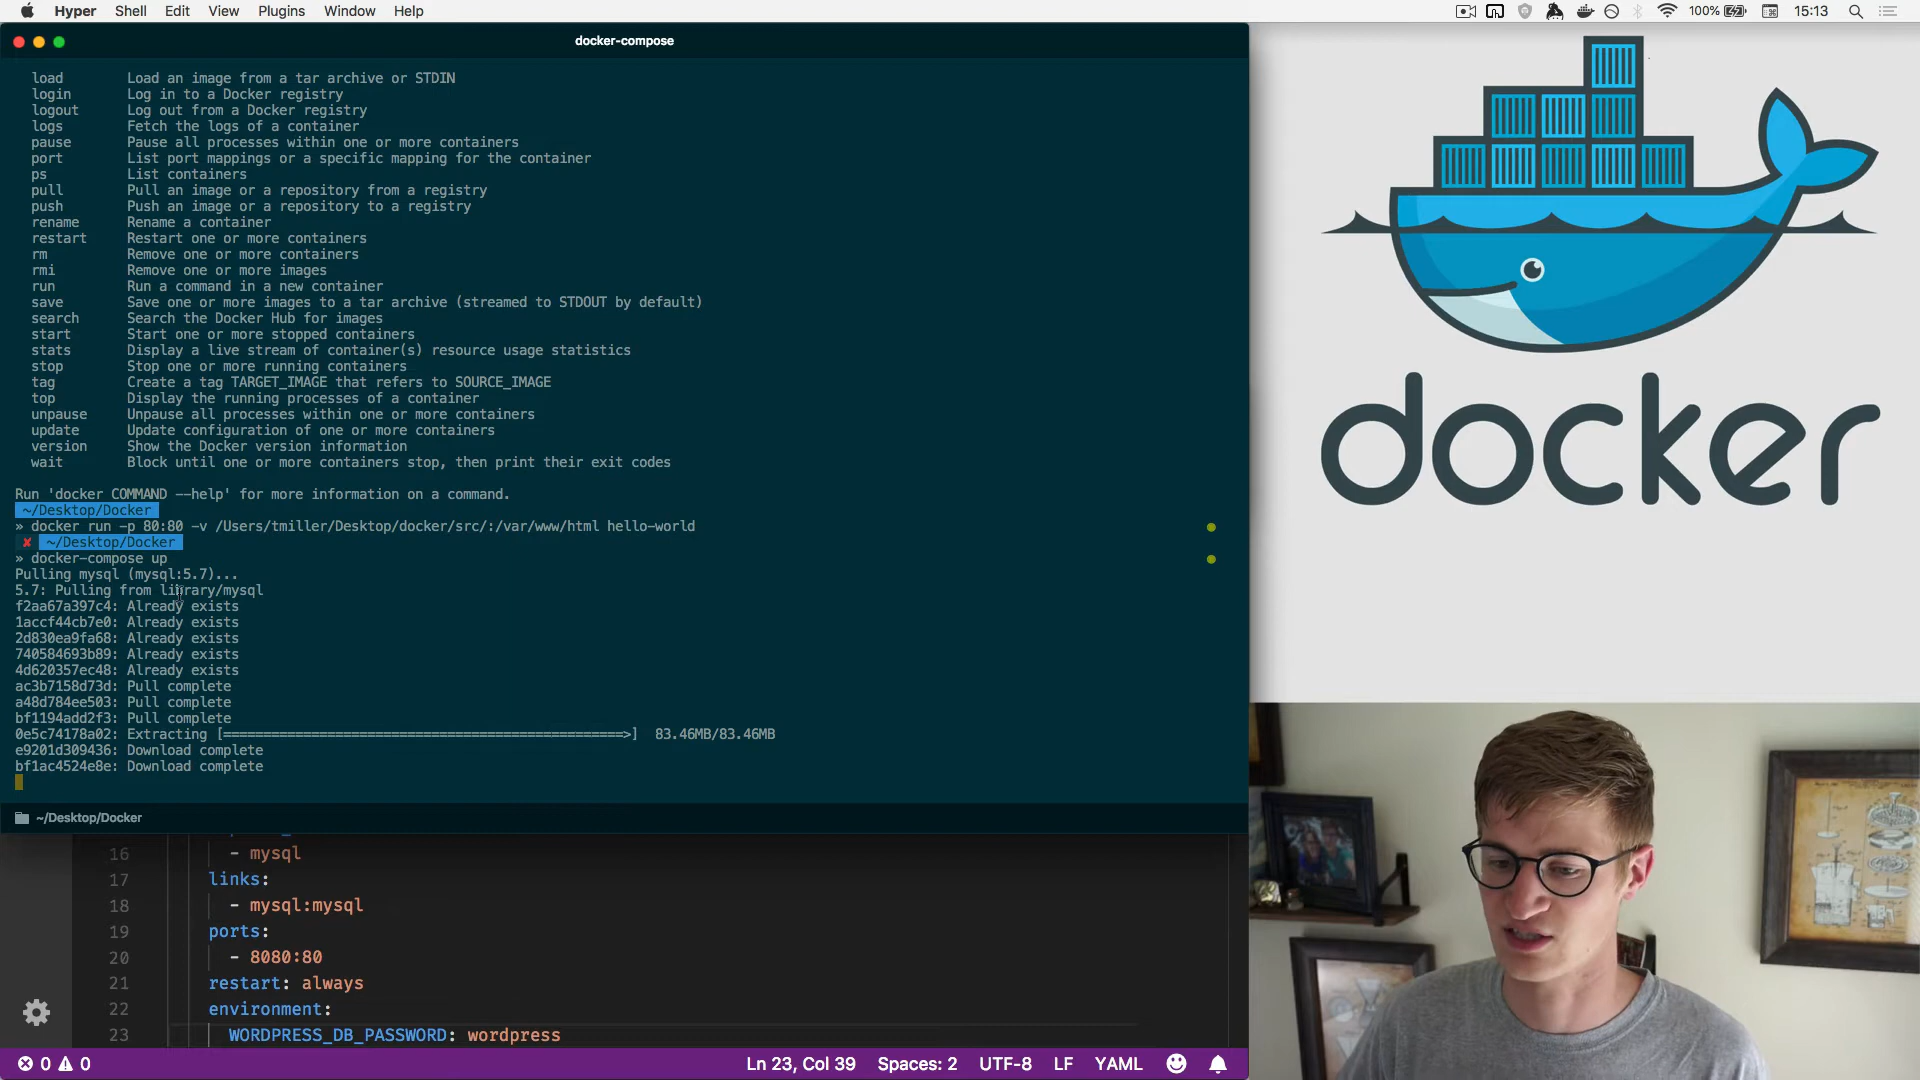 Hyper Shell Edit View Plugins Window Help
100% 15:13
docker-compose
load Load an image from a tar archive or STDIN
login Log in to a Docker registry
logout Log out from a Docker registry
logs Fetch the logs of a container
pause Pause all processes within one or more containers
port List port mappings or a specific mapping for the container
ps List containers
pull Pull an image or a repository from a registry
push Push an image or a repository to a registry
rename Rename a container
restart Restart one or more containers
rm Remove one or more containers
rmi Remove one or more images
run Run a command in a new container
save Save one or more images to a tar archive (streamed to STDOUT by default)
search Search the Docker Hub for images
start Start one or more stopped containers
stats Display a live stream of container(s) resource usage statistics
stop Stop one or more running containers
tag Create a tag TARGET_IMAGE that refers to SOURCE_IMAGE
top Display the running processes of a container
unpause Unpause all processes within one or more containers
update Update configuration of one or more containers
version Show the Docker version information
wait Block until one or more containers stop, then print their exit codes
Run 'docker COMMAND --help' for more information on a command.
~/Desktop/Docker
» docker run -p 80:80 -v /Users/tmiller/Desktop/docker/src/:/var/www/html hello-world
✘ ~/Desktop/Docker
» docker-compose up
Pulling mysql (mysql:5.7)...
5.7: Pulling from library/mysql
f2aa67a397c4: Already exists
1accf44cb7e0: Already exists
2d830ea9fa68: Already exists
740584693b89: Already exists
4d620357ec48: Already exists
ac3b7158d73d: Pull complete
a48d784ee503: Pull complete
bf1194add2f3: Pull complete
0e5c74178a02: Extracting [==================================================>] 83.46MB/83.46MB
e9201d309436: Download complete
bf1ac4524e8e: Download complete
~/Desktop/Docker
16 - mysql
17 links:
18 - mysql:mysql
19 ports:
20 - 8080:80
21 restart: always
22 environment:
23 WORDPRESS_DB_PASSWORD: wordpress
0 0 Ln 23, Col 39 Spaces: 2 UTF-8 LF YAML
docker